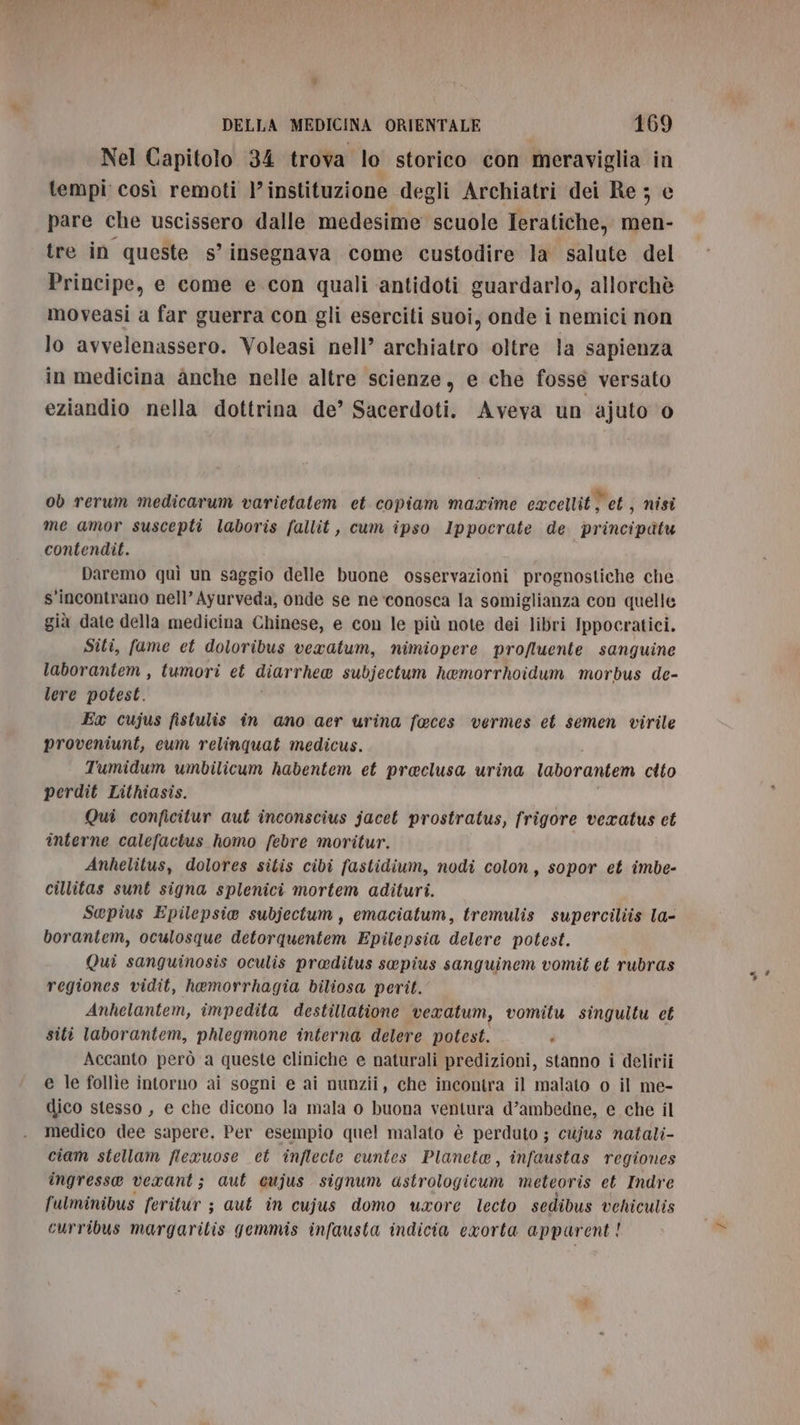 DELLA MEDICINA ORIENTALE 169
Nel Capitolo 34 trova lo storico con meraviglia in
tempi così remoti l’instituzione degli Archiatri dei Re; e
pare che uscissero dalle medesime scuole Ieratiche, men-
tre in queste s’insegnava come custodire la salute del
Principe, e come e con quali antidoti guardarlo, allorchè
moveasi a far guerra con gli eserciti suoi, onde i nemici non
lo avvelenassero. Voleasi nell’ archiatro oltre la sapienza
in medicina anche nelle altre scienze, e che fosse versato
eziandio nella dottrina de’ Sacerdoti. Aveva un ajuto o
ob rerum medicarum varietatem et copiam maxime excellit, et, nisi
me amor suscepti laboris fallit, cum ipso Ippocrate de principatu
contendit.
Daremo quì un saggio delle buone osservazioni prognostiche che
s'incontrano nell’Ayurveda, onde se ne conosca la somiglianza con quelle
già date della medicina Chinese, e con le più note dei libri Ippocratici.
Siti, fame et doloribus vexatum, nimiopere profluente sanguine
laborantem, tumori et diarrheæ subjectum hæmorrhoidum morbus de-
lere potest.
Ex cujus fistulis in ano aer urina fœces vermes et semen virile
proveniunt, eum relinquat medicus.
Tumidum umbilicum habentem et præclusa urina laborantem cito
perdit Lithiasis.
Qui conficitur aut inconscius jacet prostratus, frigore vexatus et
interne calefactus homo febre moritur.
Anhelitus, dolores sitis cibi fastidium, nodi colon, sopor et imbe-
cillitas sunt signa splenici mortem adituri.
Sæpius Epilepsiæ subjectum, emaciatum, tremulis superciliis la-
borantem, oculosque detorquentem Epilepsia delere potest.
Qui sanguinosis oculis præditus sæpius sanguinem vomit et rubras
regiones vidit, hæmorrhagia biliosa perit.
Anhelantem, impedita destillatione vexatum, vomitu singultu et
siti laborantem, phlegmone interna delere potest.
Accanto però a queste cliniche e naturali predizioni, stanno i delirii
e le follìe intorno ai sogni e ai nunzii, che incontra il malato o il me-
dico stesso, e che dicono la mala o buona ventura d’ambedne, e che il
medico dee sapere. Per esempio quel malato è perduto; cujus natali-
ciam stellam flexuose et inflecte euntes Planetæ, infaustas regiones
ingressæ vexant; aut cujus signum astrologicum meteoris et Indre
fulminibus feritur; aut in cujus domo uxore lecto sedibus vehiculis
curribus margaritis gemmis infausta indicia exorta apparent!